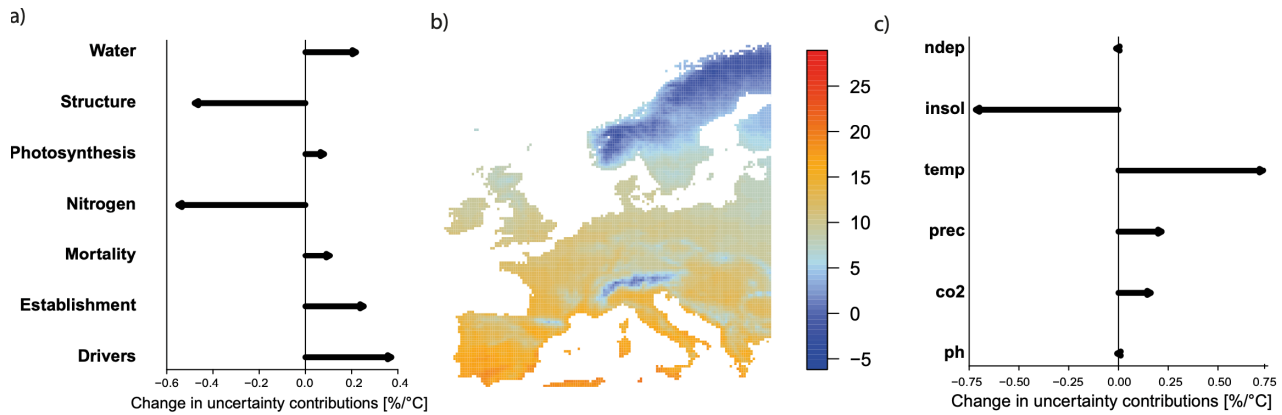 a)
Water
Structure
Photosynthesis
Nitrogen
Mortality
Establishment
Drivers
−0.6 −0.4 −0.2 0.0 0.2 0.4
Change in uncertainty contributions [%/°C]
b)
25
20
15
10
5
0
−5
c)
ndep
insol
temp
prec
co2
ph
−0.75 −0.50 −0.25 0.00 0.25 0.50 0.75
Change in uncertainty contributions [%/°C]